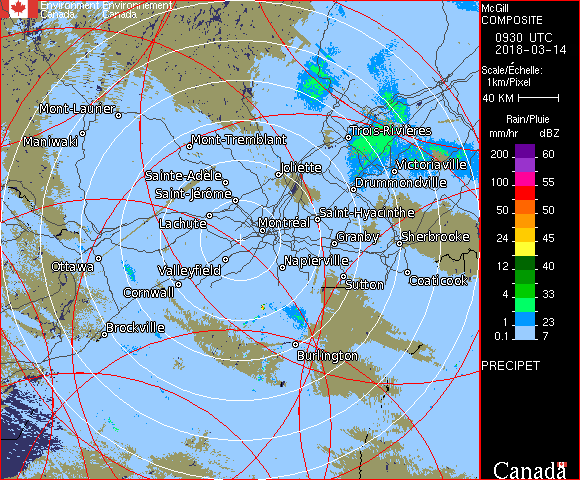 Environment Environnement
Canada Canada
McGill
COMPOSITE
0930 UTC
2018-03-14
Scale/Échelle:
1km/Pixel
40 KM
Rain/Pluie
mm/hr dBZ
200 60
100 55
50 50
24 45
12 40
4 33
1 23
0.1 7
PRECIPET
Canada
Mont-Laurier
Maniwaki
Mont-Tremblant
Trois-Rivières
Joliette
Victoriaville
Sainte-Adèle
Drummondville
Saint-Jérôme
Lachute
Montréal
Saint-Hyacinthe
Granby
Sherbrooke
Ottawa
Valleyfield
Napierville
Cornwall
Sutton
Coaticook
Brockville
Burlington